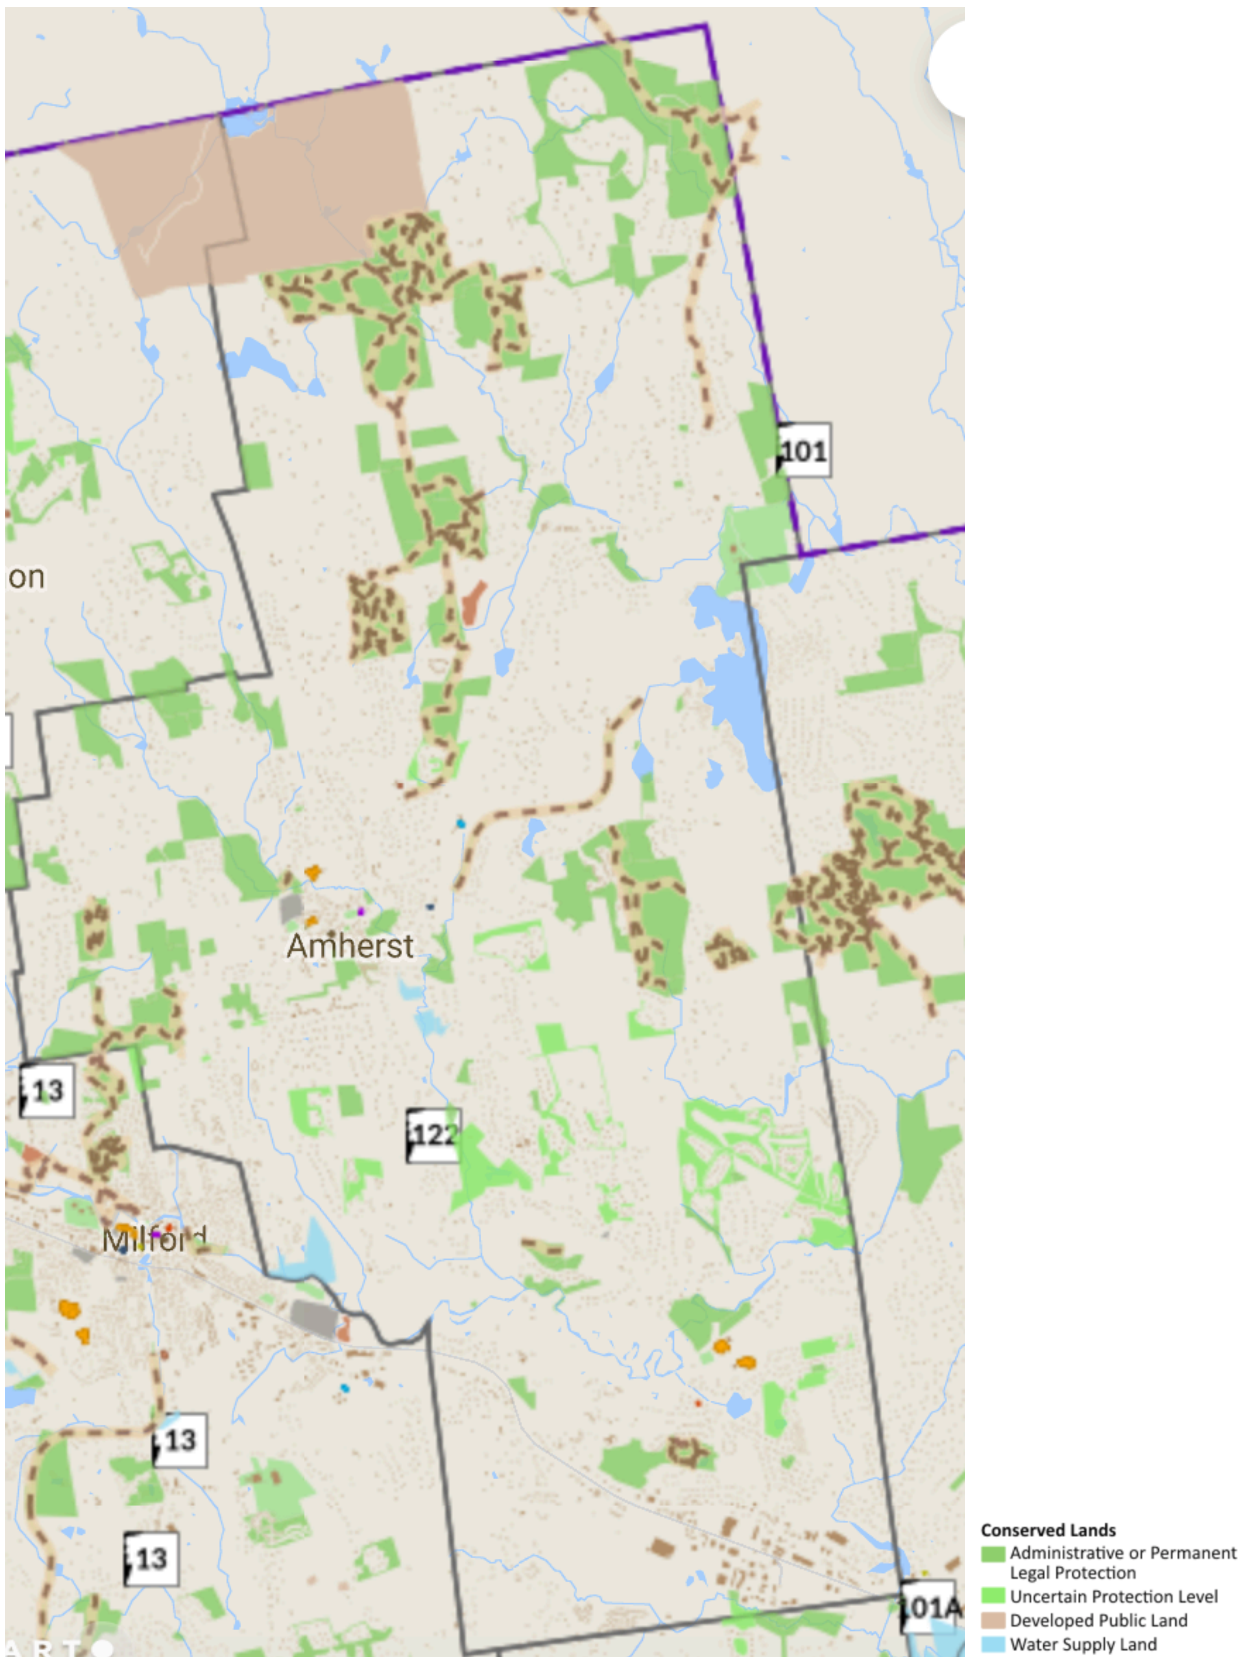 101
on
Amherst
13
122
Milford
13
13
101A
ART
Conserved Lands
Administrative or Permanent
Legal Protection
Uncertain Protection Level
Developed Public Land
Water Supply Land